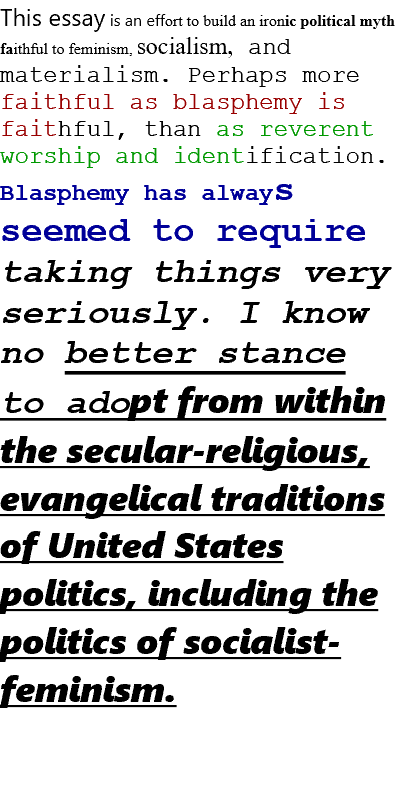 This essay is an effort to build an ironic political myth
faithful to feminism, socialism, and
materialism. Perhaps more
faithful as blasphemy is
faithful, than as reverent
worship and identification.
Blasphemy has always
seemed to require
taking things very
seriously. I know
no better stance
to adopt from within
the secular-religious,
evangelical traditions
of United States
politics, including the
politics of socialist-
feminism.